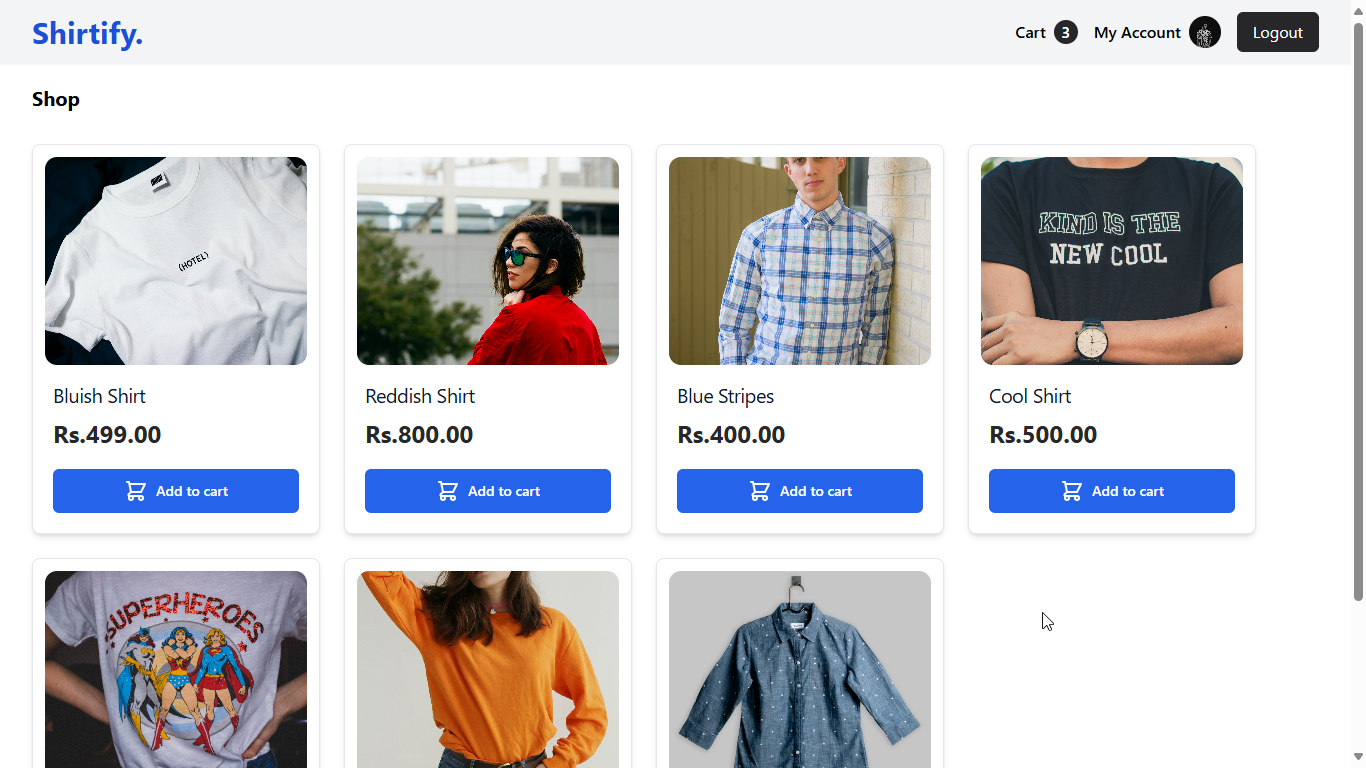 Shirtify.
Cart 3 My Account Logout
Shop
(HOTEL)
KIND IS THE
NEW COOL
Bluish Shirt
Rs.499.00
Add to cart
Reddish Shirt
Rs.800.00
Add to cart
Blue Stripes
Rs.400.00
Add to cart
Cool Shirt
Rs.500.00
Add to cart
SUPERHEROES